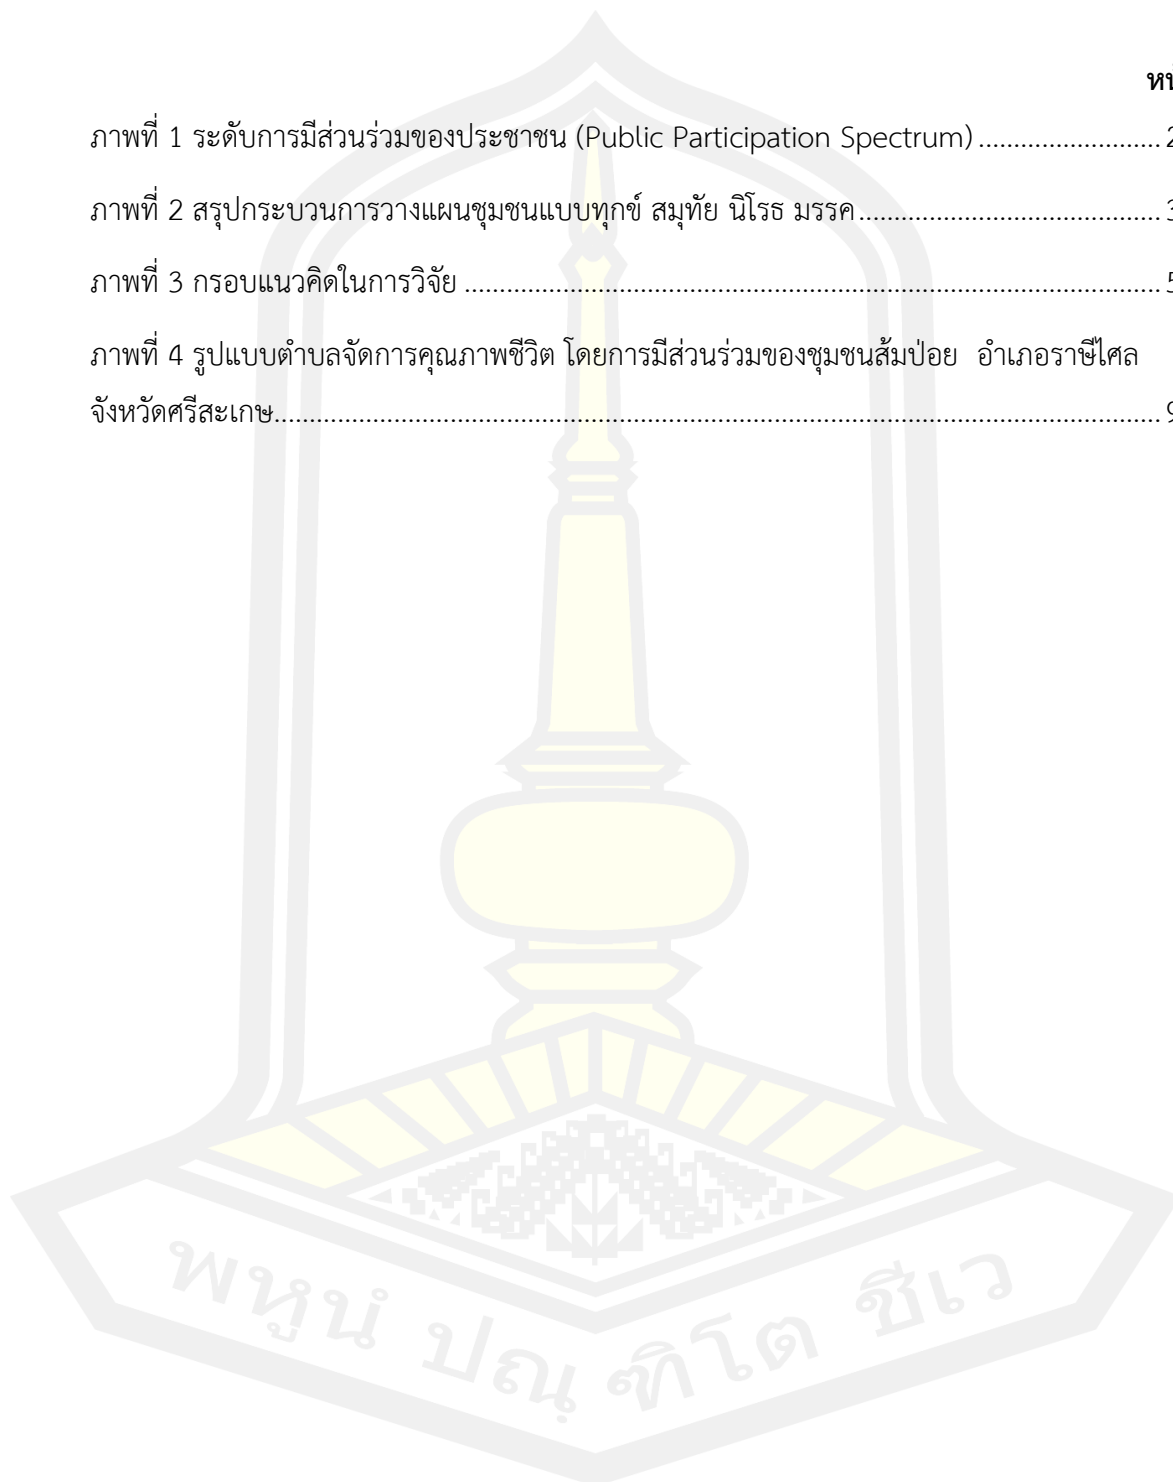 ภาพที่ 1 ระดับการมีส่วนร่วมของประชาชน (Public Participation Spectrum) ..........................
ภาพที่ 2 สรุปกระบวนการวางแผนชุมชนแบบทุกข์ สมุทัย นิโรธ มรรค...........................................
ภาพที่ 3 กรอบแนวคิดในการวิจัย ....................................................................................................
ภาพที่ 4 รูปแบบตำบลจัดการคุณภาพชีวิต โดยการมีส่วนร่วมของชุมชนส้มป่อย อำเภอราษีไศล
จังหวัดศรีสะเกษ...............................................................................................................................
พหูนํ ปณฺ ฑิโต ชีเว